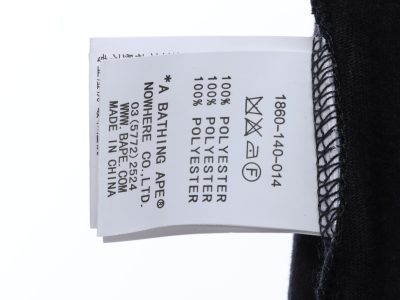 1860-140-014
100% POLYESTER
100% POLYESTER
100% POLYESTER
*A BATHING APE®
NOWHERE CO.,LTD.
03(5772)2524
WWW.BAPE.COM
MADE IN CHINA